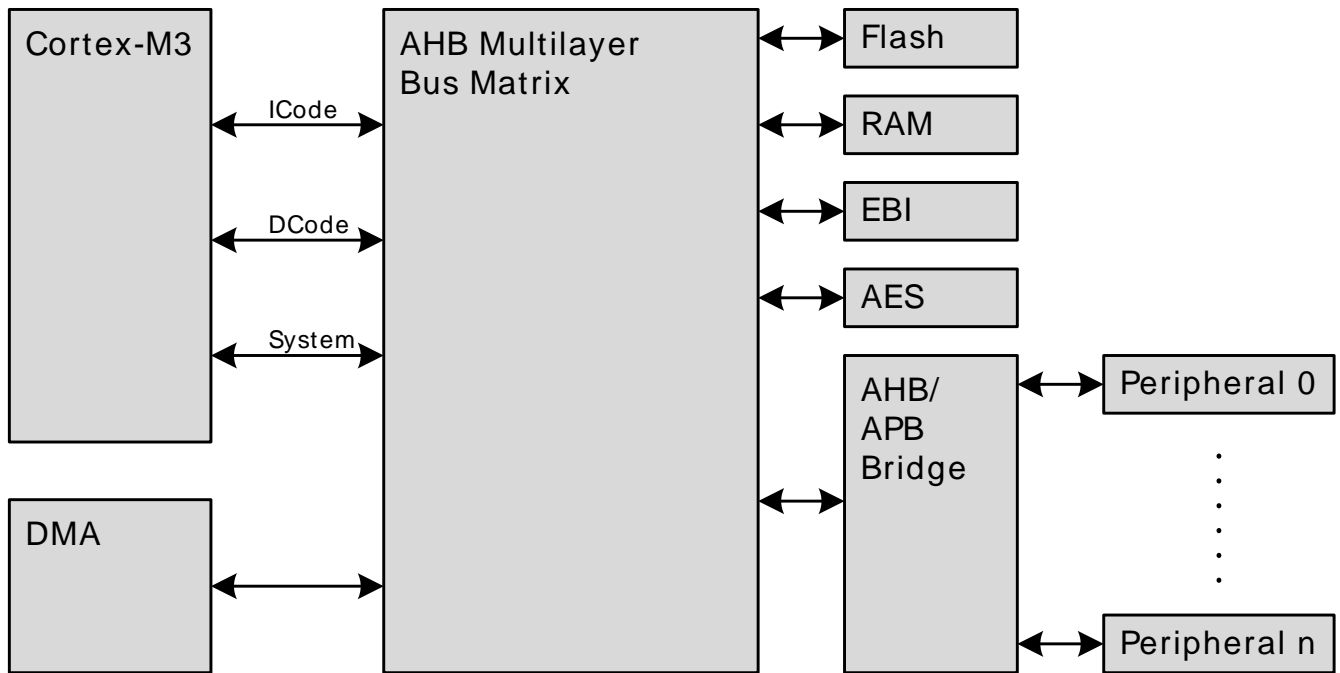 Cortex-M3
ICode
DCode
System
DMA
AHB Multilayer
Bus Matrix
Flash
RAM
EBI
AES
AHB/
APB
Bridge
Peripheral 0
Peripheral n